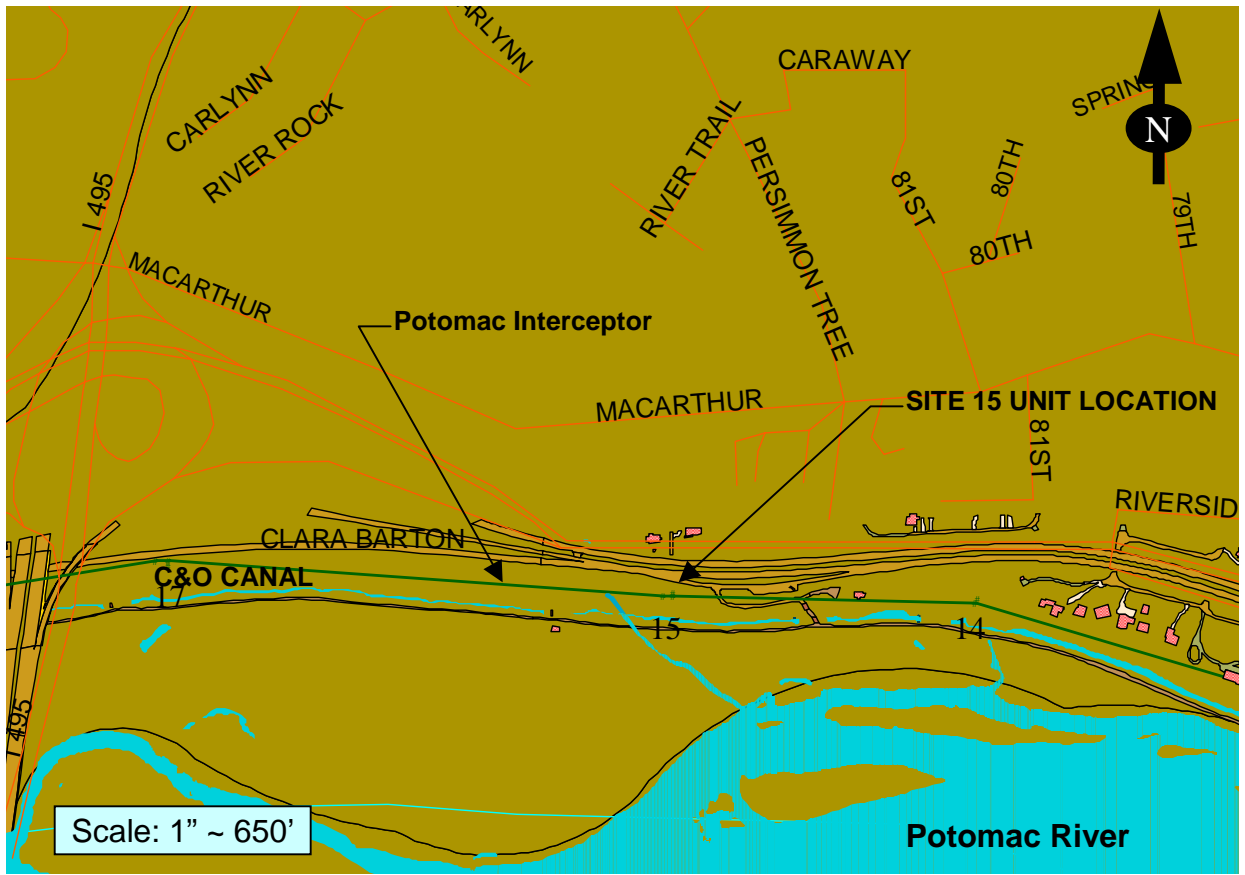 CARLYNN
CARAWAY
SPRING
N
CARLYNN
RIVER ROCK
RIVER TRAIL
PERSIMMON TREE
81ST
80TH
80TH
79TH
I 495
MACARTHUR
Potomac Interceptor
MACARTHUR
SITE 15 UNIT LOCATION
81ST
RIVERSID
CLARA BARTON
C&O CANAL
17
15
14
I 495
Scale: 1” ~ 650’
Potomac River